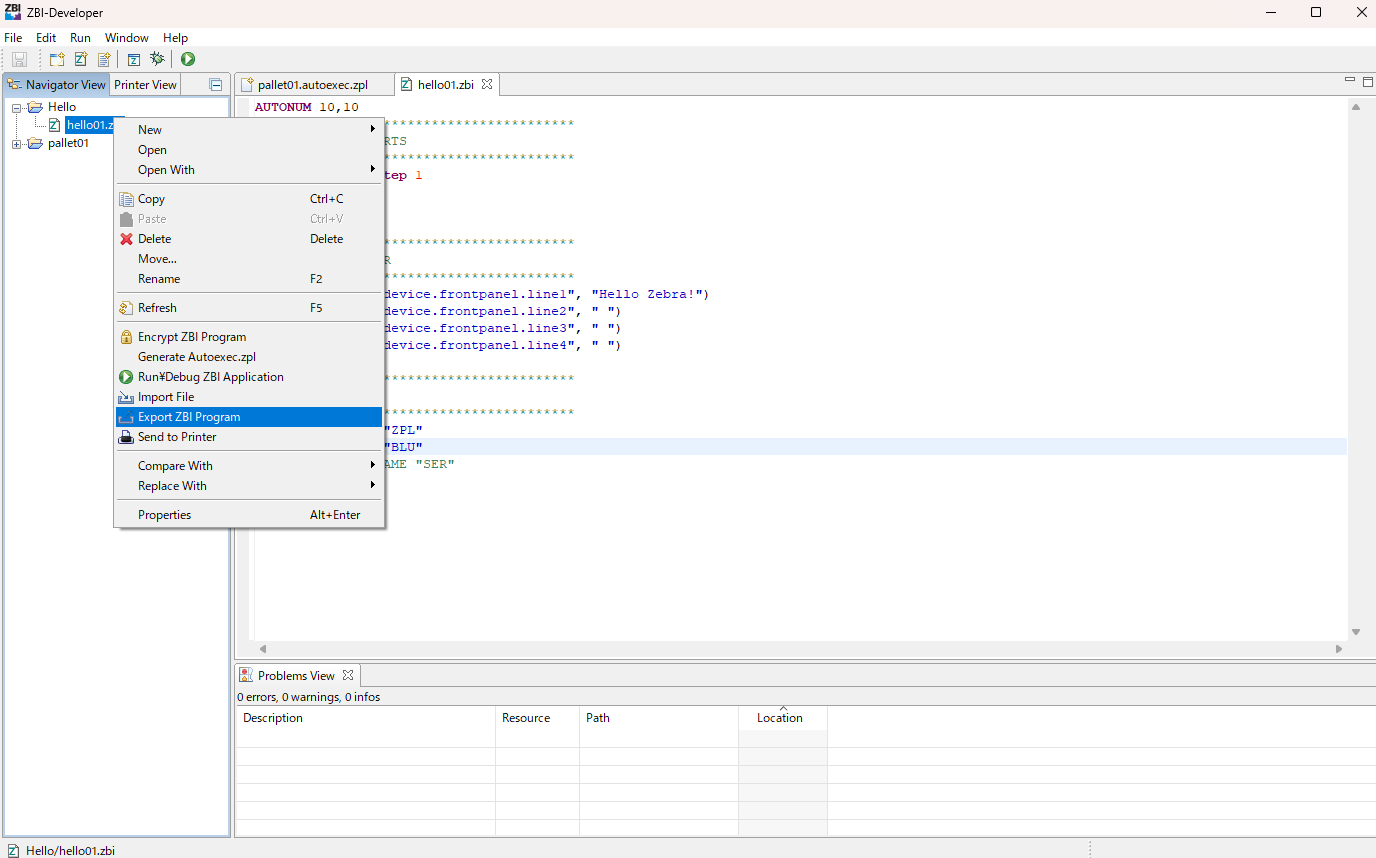 ZBI-Developer
File Edit Run Window Help
Navigator View Printer View pallet01.autoexec.zpl hello01.zbi
Hello
hello01.z
pallet01
New
Open
Open With
Copy Ctrl+C
Paste Ctrl+V
Delete Delete
Move...
Rename F2
Refresh F5
Encrypt ZBI Program
Generate Autoexec.zpl
Run¥Debug ZBI Application
Import File
Export ZBI Program
Send to Printer
Compare With
Replace With
Properties Alt+Enter
AUTONUM 10,10
************************
RTS
************************
tep 1
************************
R
************************
device.frontpanel.line1", "Hello Zebra!")
device.frontpanel.line2", " ")
device.frontpanel.line3", " ")
device.frontpanel.line4", " ")
************************
************************
"ZPL"
"BLU"
AME "SER"
Problems View
0 errors, 0 warnings, 0 infos
Description Resource Path Location
Hello/hello01.zbi